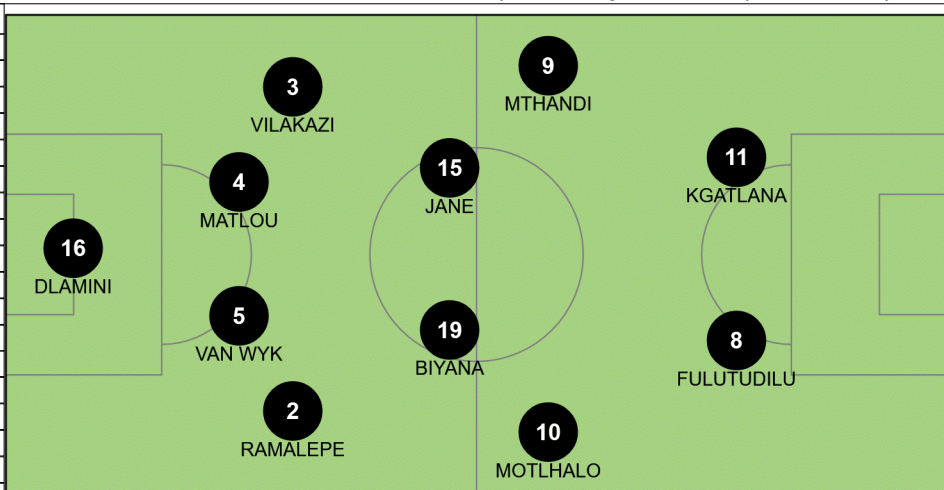 9
MTHANDI
3
VILAKAZI
11
KGATLANA
15
JANE
4
MATLOU
16
DLAMINI
5
VAN WYK
19
BIYANA
8
FULUTUDILU
2
RAMALEPE
10
MOTLHALO